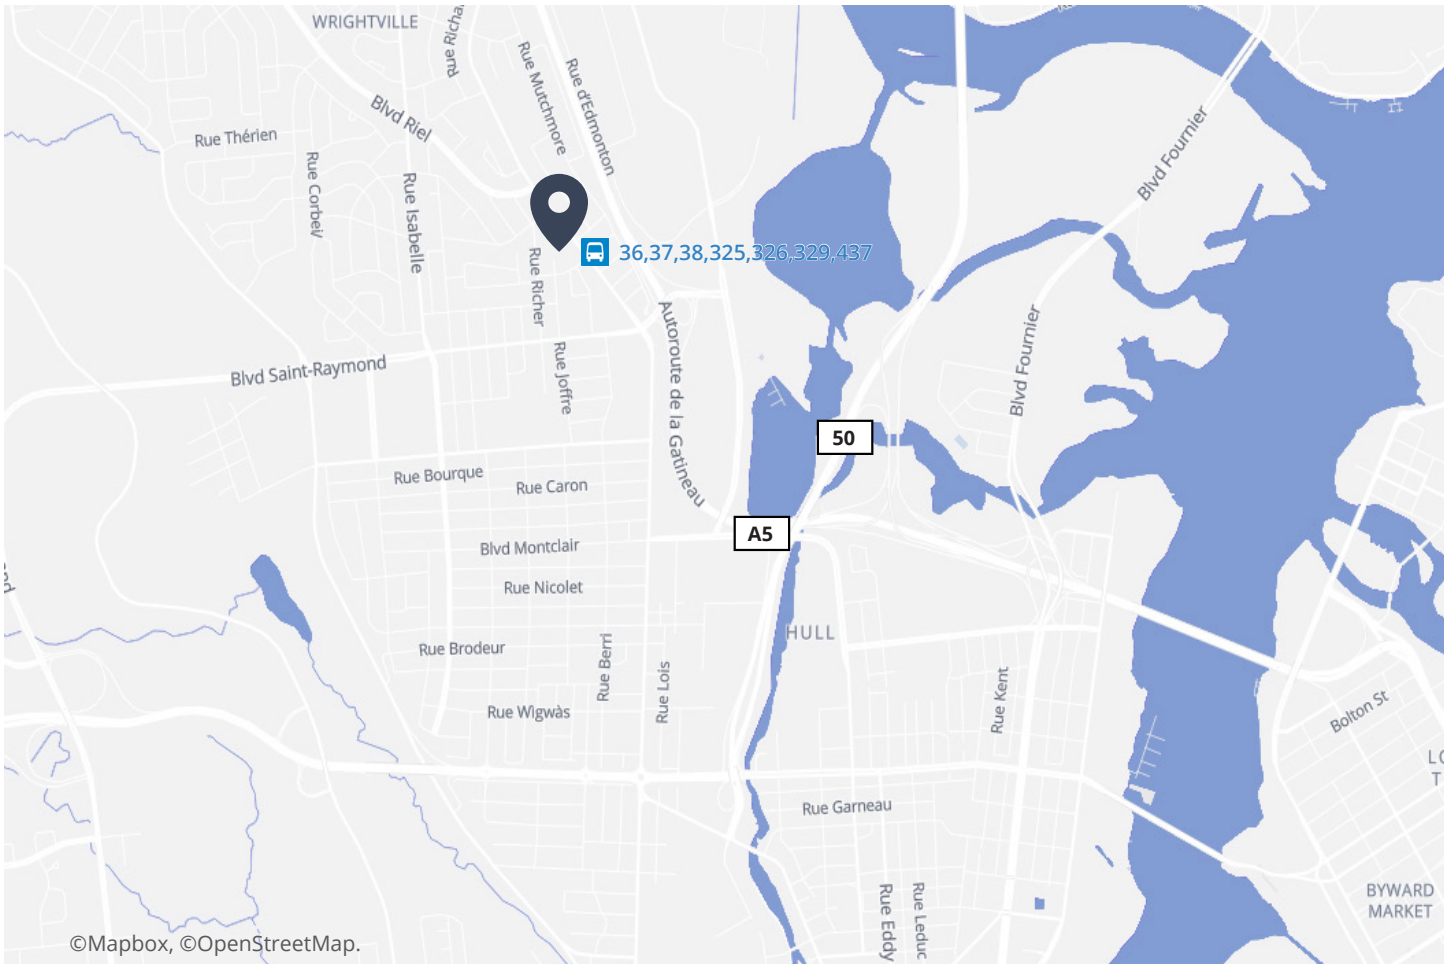 WRIGHTVILLE
Rue Mutchmore
Rue d'Edmonton
Blvd Riel
Rue Thérien
Rue Corbeil
Rue Isabelle
Blvd Fournier
36,37,38,325,326,329,437
Rue Richer
Autoroute de la Gatineau
Blvd Fournier
Blvd Saint-Raymond
Rue Joffre
50
Rue Bourque
Rue Caron
A5
Blvd Montclair
Rue Nicolet
HULL
Rue Brodeur
Rue Berri
Rue Lois
Rue Kent
Rue Wigwàs
Bolton St
Rue Garneau
BYWARD
MARKET
Rue Eddy
Rue Leduc
©Mapbox, ©OpenStreetMap.